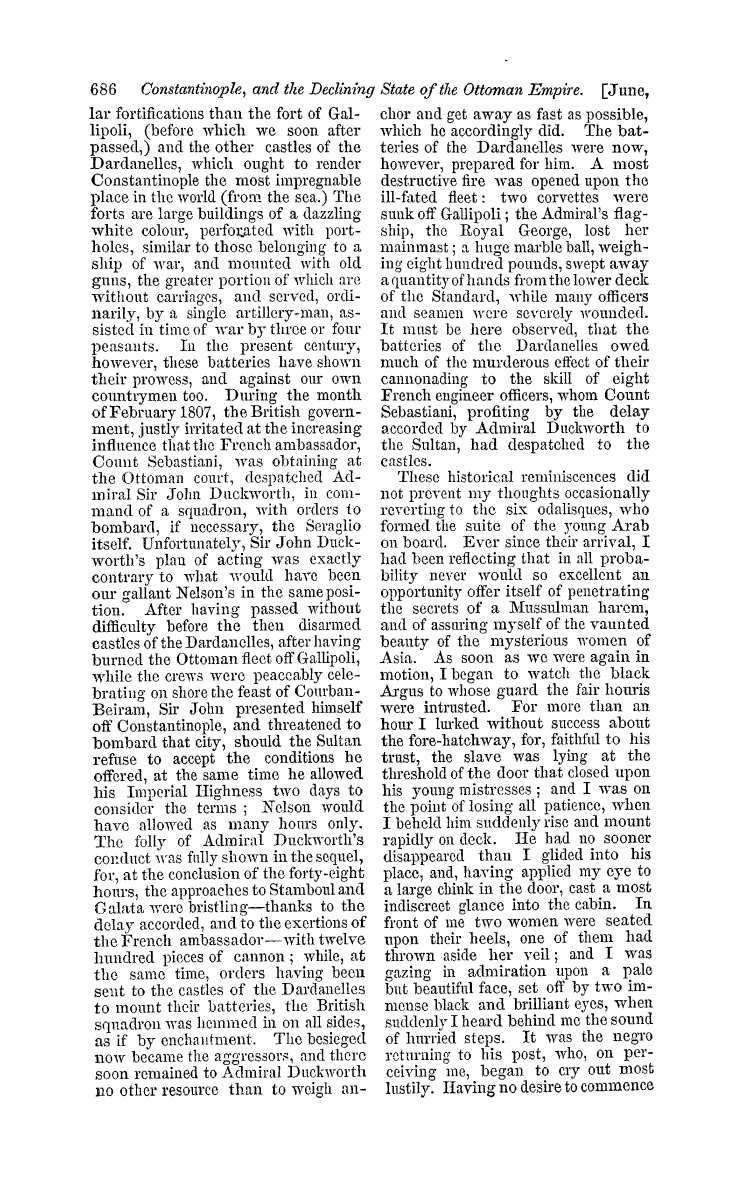 686 Constantinople, and the Declining State of the Ottoman Empire. [June,
lar fortifications than the fort of Gal-
lipoli, (before which we soon after
passed,) and the other castles of the
Dardanelles, which ought to render
Constantinople the most impregnable
place in the world (from the sea.) The
forts are large buildings of a dazzling
white colour, perforated with port-
holes, similar to those belonging to a
ship of war, and mounted with old
guns, the greater portion of which are
without carriages, and served, ordi-
narily, by a single artillery-man, as-
sisted in time of war by three or four
peasants. In the present century,
however, these batteries have shown
their prowess, and against our own
countrymen too. During the month
of February 1807, the British govern-
ment, justly irritated at the increasing
influence that the French ambassador,
Count Sebastiani, was obtaining at
the Ottoman court, despatched Ad-
miral Sir John Duckworth, in com-
mand of a squadron, with orders to
bombard, if necessary, the Seraglio
itself. Unfortunately, Sir John Duck-
worth's plan of acting was exactly
contrary to what would have been
our gallant Nelson's in the same posi-
tion. After having passed without
difficulty before the then disarmed
castles of the Dardanelles, after having
burned the Ottoman fleet off Gallipoli,
while the crews were peaceably cele-
brating on shore the feast of Courban-
Beiram, Sir John presented himself
off Constantinople, and threatened to
bombard that city, should the Sultan
refuse to accept the conditions he
offered, at the same time he allowed
his Imperial Highness two days to
consider the terms; Nelson would
have allowed as many hours only.
The folly of Admiral Duckworth's
conduct was fully shown in the sequel,
for, at the conclusion of the forty-eight
hours, the approaches to Stamboul and
Galata were bristling—thanks to the
delay accorded, and to the exertions of
the French ambassador—with twelve
hundred pieces of cannon; while, at
the same time, orders having been
sent to the castles of the Dardanelles
to mount their batteries, the British
squadron was hemmed in on all sides,
as if by enchantment. The besieged
now became the aggressors, and there
soon remained to Admiral Duckworth
no other resource than to weigh an-
chor and get away as fast as possible,
which he accordingly did. The bat-
teries of the Dardanelles were now,
however, prepared for him. A most
destructive fire was opened upon the
ill-fated fleet: two corvettes were
sunk off Gallipoli; the Admiral's flag-
ship, the Royal George, lost her
mainmast; a huge marble ball, weigh-
ing eight hundred pounds, swept away
a quantity of hands from the lower deck
of the Standard, while many officers
and seamen were severely wounded.
It must be here observed, that the
batteries of the Dardanelles owed
much of the murderous effect of their
cannonading to the skill of eight
French engineer officers, whom Count
Sebastiani, profiting by the delay
accorded by Admiral Duckworth to
the Sultan, had despatched to the
castles.
These historical reminiscences did
not prevent my thoughts occasionally
reverting to the six odalisques, who
formed the suite of the young Arab
on board. Ever since their arrival, I
had been reflecting that in all proba-
bility never would so excellent an
opportunity offer itself of penetrating
the secrets of a Mussulman harem,
and of assuring myself of the vaunted
beauty of the mysterious women of
Asia. As soon as we were again in
motion, I began to watch the black
Argus to whose guard the fair houris
were intrusted. For more than an
hour I lurked without success about
the fore-hatchway, for, faithful to his
trust, the slave was lying at the
threshold of the door that closed upon
his young mistresses; and I was on
the point of losing all patience, when
I beheld him suddenly rise and mount
rapidly on deck. He had no sooner
disappeared than I glided into his
place, and, having applied my eye to
a large chink in the door, cast a most
indiscreet glance into the cabin. In
front of me two women were seated
upon their heels, one of them had
thrown aside her veil; and I was
gazing in admiration upon a pale
but beautiful face, set off by two im-
mense black and brilliant eyes, when
suddenly I heard behind me the sound
of hurried steps. It was the negro
returning to his post, who, on per-
ceiving me, began to cry out most
lustily. Having no desire to commence